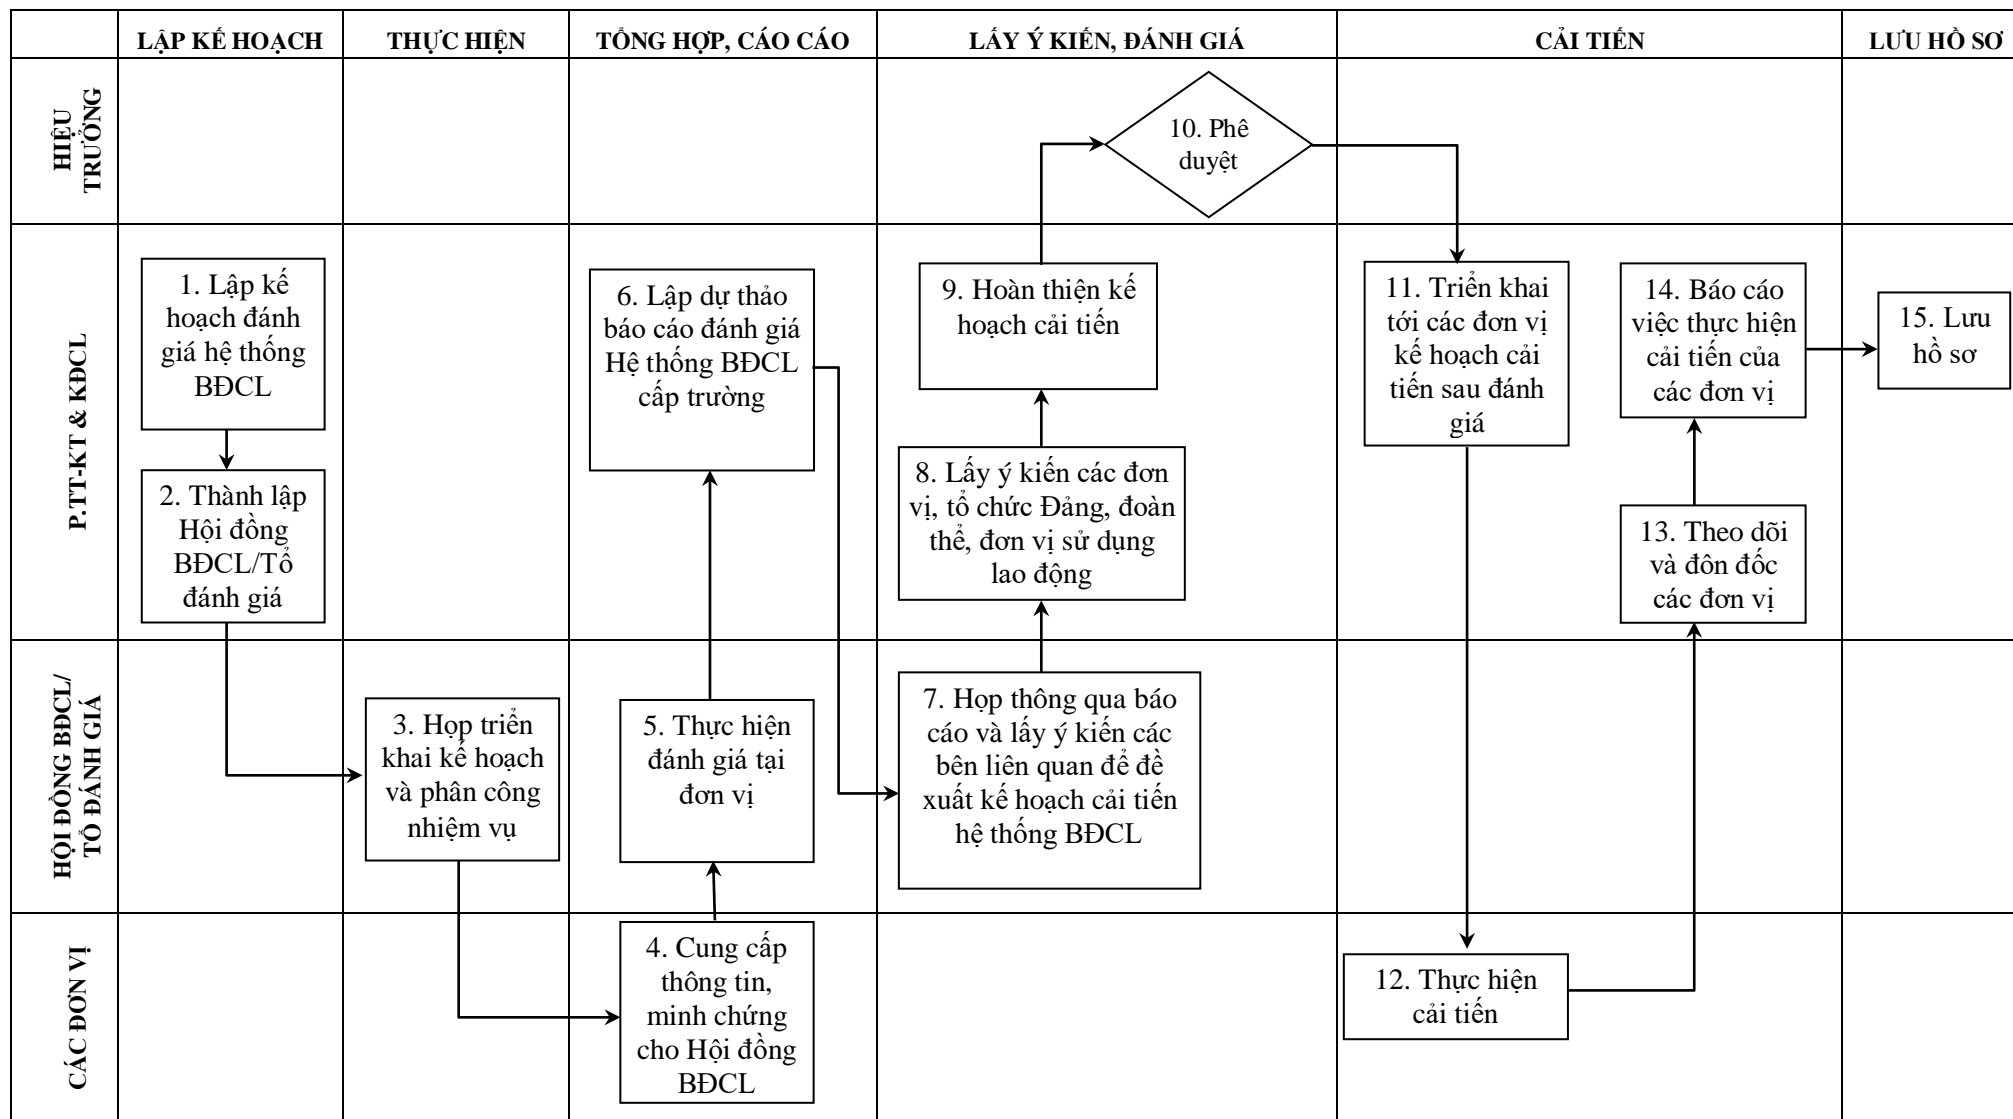 LẬP KẾ HOẠCH
THỰC HIỆN
TỔNG HỢP, CÁO CÁO
LẤY Ý KIẾN, ĐÁNH GIÁ
CẢI TIẾN
LƯU HỒ SƠ
HIỆU
TRƯỞNG
10. Phê
duyệt
P.TT-KT & KĐCL
1. Lập kế
hoạch đánh
giá hệ thống
BĐCL
2. Thành lập
Hội đồng
BĐCL/Tổ
đánh giá
6. Lập dự thảo
báo cáo đánh giá
Hệ thống BĐCL
cấp trường
9. Hoàn thiện kế
hoạch cải tiến
8. Lấy ý kiến các đơn
vị, tổ chức Đảng, đoàn
thể, đơn vị sử dụng
lao động
11. Triển khai
tới các đơn vị
kế hoạch cải
tiến sau đánh
giá
14. Báo cáo
việc thực hiện
cải tiến của
các đơn vị
13. Theo dõi
và đôn đốc
các đơn vị
15. Lưu
hồ sơ
HỘI ĐỒNG BĐCL/
TỔ ĐÁNH GIÁ
3. Họp triển
khai kế hoạch
và phân công
nhiệm vụ
5. Thực hiện
đánh giá tại
đơn vị
7. Họp thông qua báo
cáo và lấy ý kiến các
bên liên quan để đề
xuất kế hoạch cải tiến
hệ thống BĐCL
CÁC ĐƠN VỊ
4. Cung cấp
thông tin,
minh chứng
cho Hội đồng
BĐCL
12. Thực hiện
cải tiến